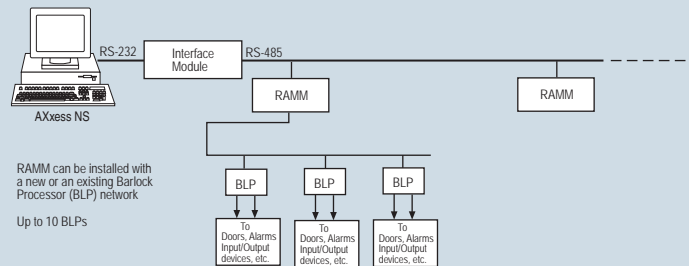 RS-232
Interface
Module
RS-485
AXxess NS
RAMM
RAMM
RAMM can be installed with
a new or an existing Barlock
Processor (BLP) network
Up to 10 BLPs
BLP
BLP
BLP
To
Doors, Alarms
Input/Output
devices, etc.
To
Doors, Alarms
Input/Output
devices, etc.
To
Doors, Alarms
Input/Output
devices, etc.